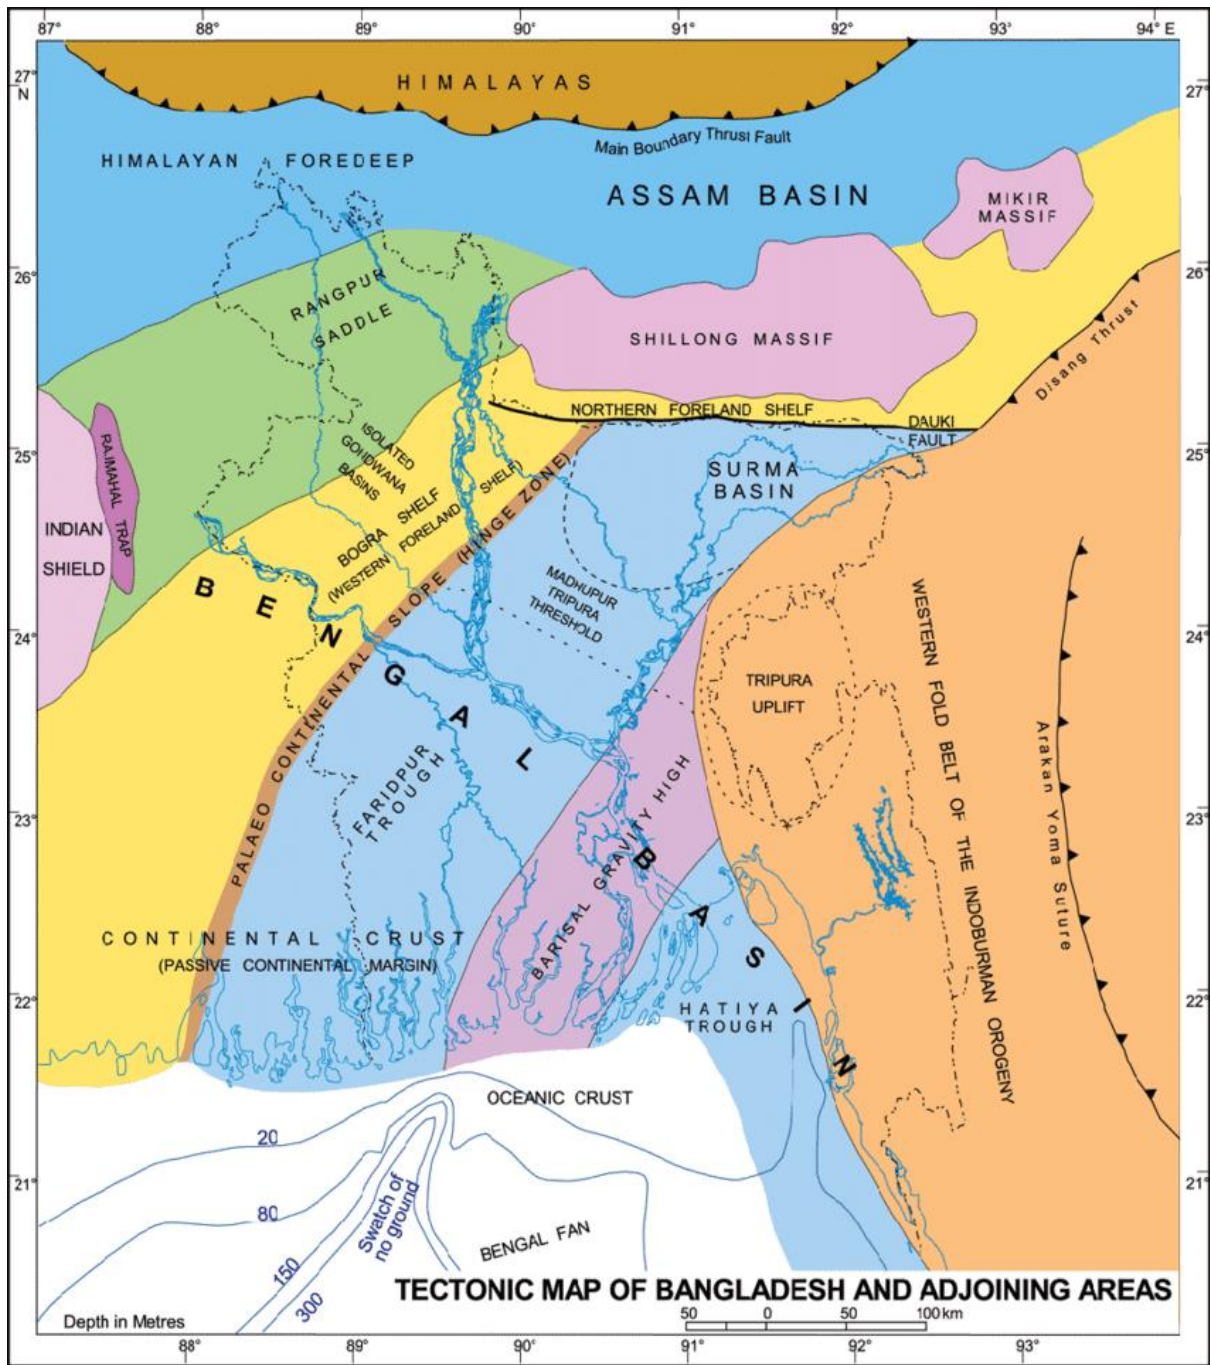 87° 88° 89° 90° 91° 92° 93° 94° E
27°
N
27°
HIMALAYAS
Main Boundary Thrust Fault
HIMALAYAN FOREDEEP
ASSAM BASIN
MIKIR
MASSIF
26°
26°
RANGPUR
SADDLE
SHILLONG MASSIF
Disang Thrust
NORTHERN FORELAND SHELF
DAUKI
FAULT
25°
25°
RAJMAHAL TRAP
ISOLATED
GONDWANA
BASINS
SURMA
BASIN
INDIAN
SHIELD
BOGRA SHELF
(WESTERN FORELAND SHELF)
PALAEO CONTINENTAL SLOPE (HINGE ZONE)
MADHUPUR
TRIPURA
THRESHOLD
BENGAL BASIN
24°
24°
TRIPURA
UPLIFT
WESTERN FOLD BELT OF THE INDOBURMAN OROGENY
Arakan Yoma Suture
FARIDPUR
TROUGH
23°
23°
BARISAL GRAVITY HIGH
CONTINENTAL CRUST
(PASSIVE CONTINENTAL MARGIN)
22°
22°
HATIYA
TROUGH
OCEANIC CRUST
20
21°
21°
80
Swatch of
no ground
BENGAL FAN
150
300
TECTONIC MAP OF BANGLADESH AND ADJOINING AREAS
50 0 50 100 km
Depth in Metres
88° 89° 90° 91° 92° 93°